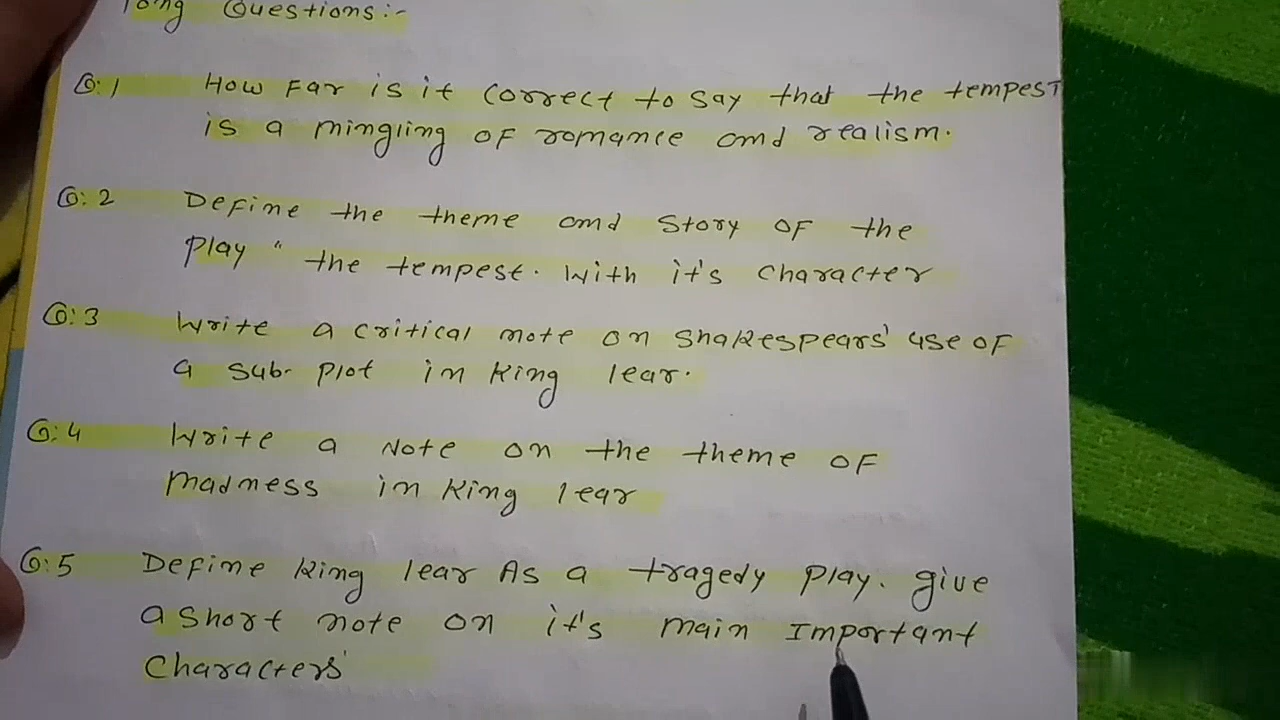 long Questions:-
Q:1 How Far is it correct to say that the tempest
is a mingling of romance and realism.
Q:2 Define the theme and story of the
play " the tempest. with it's character
Q:3 Write a critical note on Shakespears' use of
a sub-plot in King lear.
Q:4 Write a Note on the theme of
madness in King lear
Q:5 Define King lear As a tragedy play. give
a short note on it's main Important
characters'